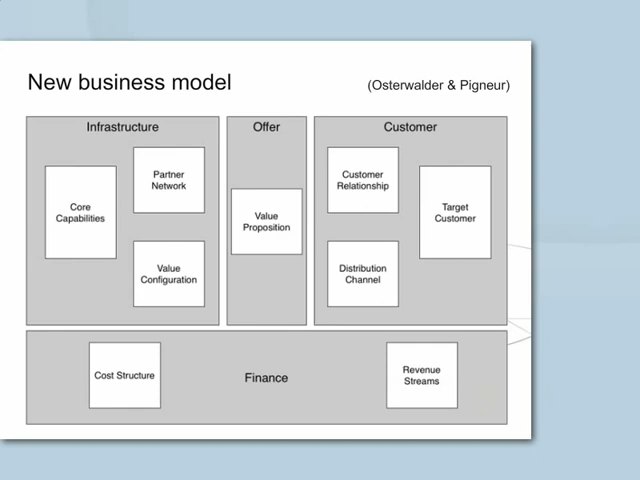 New business model
(Osterwalder & Pigneur)
Infrastructure
Offer
Customer
Core
Capabilities
Partner
Network
Value
Configuration
Value
Proposition
Customer
Relationship
Distribution
Channel
Target
Customer
Cost Structure
Finance
Revenue
Streams